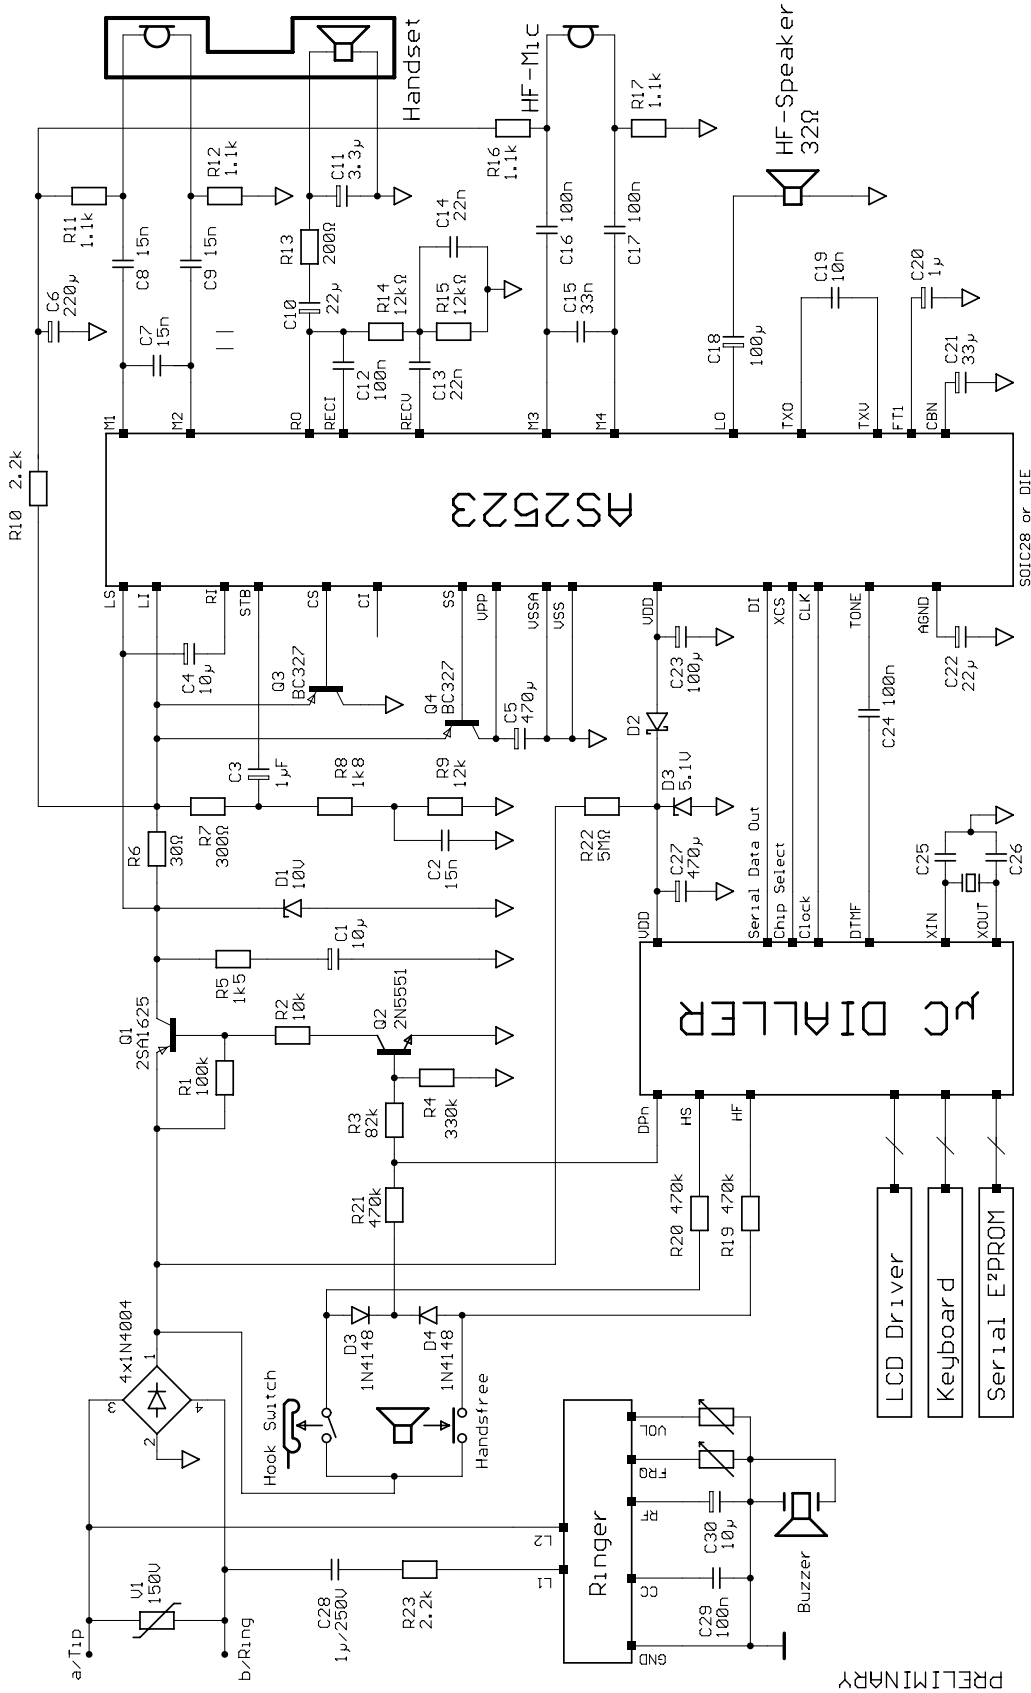 Handset
R11
1.1k
C6
220µ
C8 15n
C9 15n
R12
1.1k
C7
15n
R13
200Ω
C11
3.3µ
C10
22µ
C14
22n
R14
12kΩ
R15
12kΩ
C12
100n
C13
22n
HF-Mic
R16
1.1k
R17
1.1k
C16 100n
C17 100n
C15
33n
HF-Speaker
32Ω
C18
100µ
C19
10n
C20
1µ
C21
33µ
R10 2.2k
M1
M2
RO
RECI
RECV
M3
M4
LO
TXO
TXV
FT1
CBN
AS2523
SOIC28 or DIE
LS
LI
RI
STB
CS
CI
SS
VPP
VSSA
VSS
VDD
DI
XCS
CLK
TONE
AGND
C4
10µ
Q3
BC327
Q4
BC327
C5
470µ
C23
100µ
C22
22µ
D2
C24 100n
C3
1µF
R6
30Ω
R7
300Ω
R8
1k8
R9
12k
C2
15n
D1
10V
R22
5MΩ
D3
5.1V
C27
470µ
Serial Data Out
Chip Select
Clock
C25
C26
R5
1k5
C1
10µ
VDD
DTMF
XIN
XOUT
µC DIALLER
DPn
HS
HF
Q1
2SA1625
R1
100k
R2
10k
Q2
2N5551
R3
82k
R4
330k
R21
470k
R20 470k
R19 470k
LCD Driver
Keyboard
Serial E²PROM
4x1N4004
1
2
3
4
D3
1N4148
D4
1N4148
Hook Switch
Handsfree
V1
150V
a/Tip
b/Ring
C28
1µ/250V
R23
2.2k
L2
L1
Ringer
VOL
FRQ
RF
CC
GND
C30
10µ
C29
100n
Buzzer
PRELIMINARY